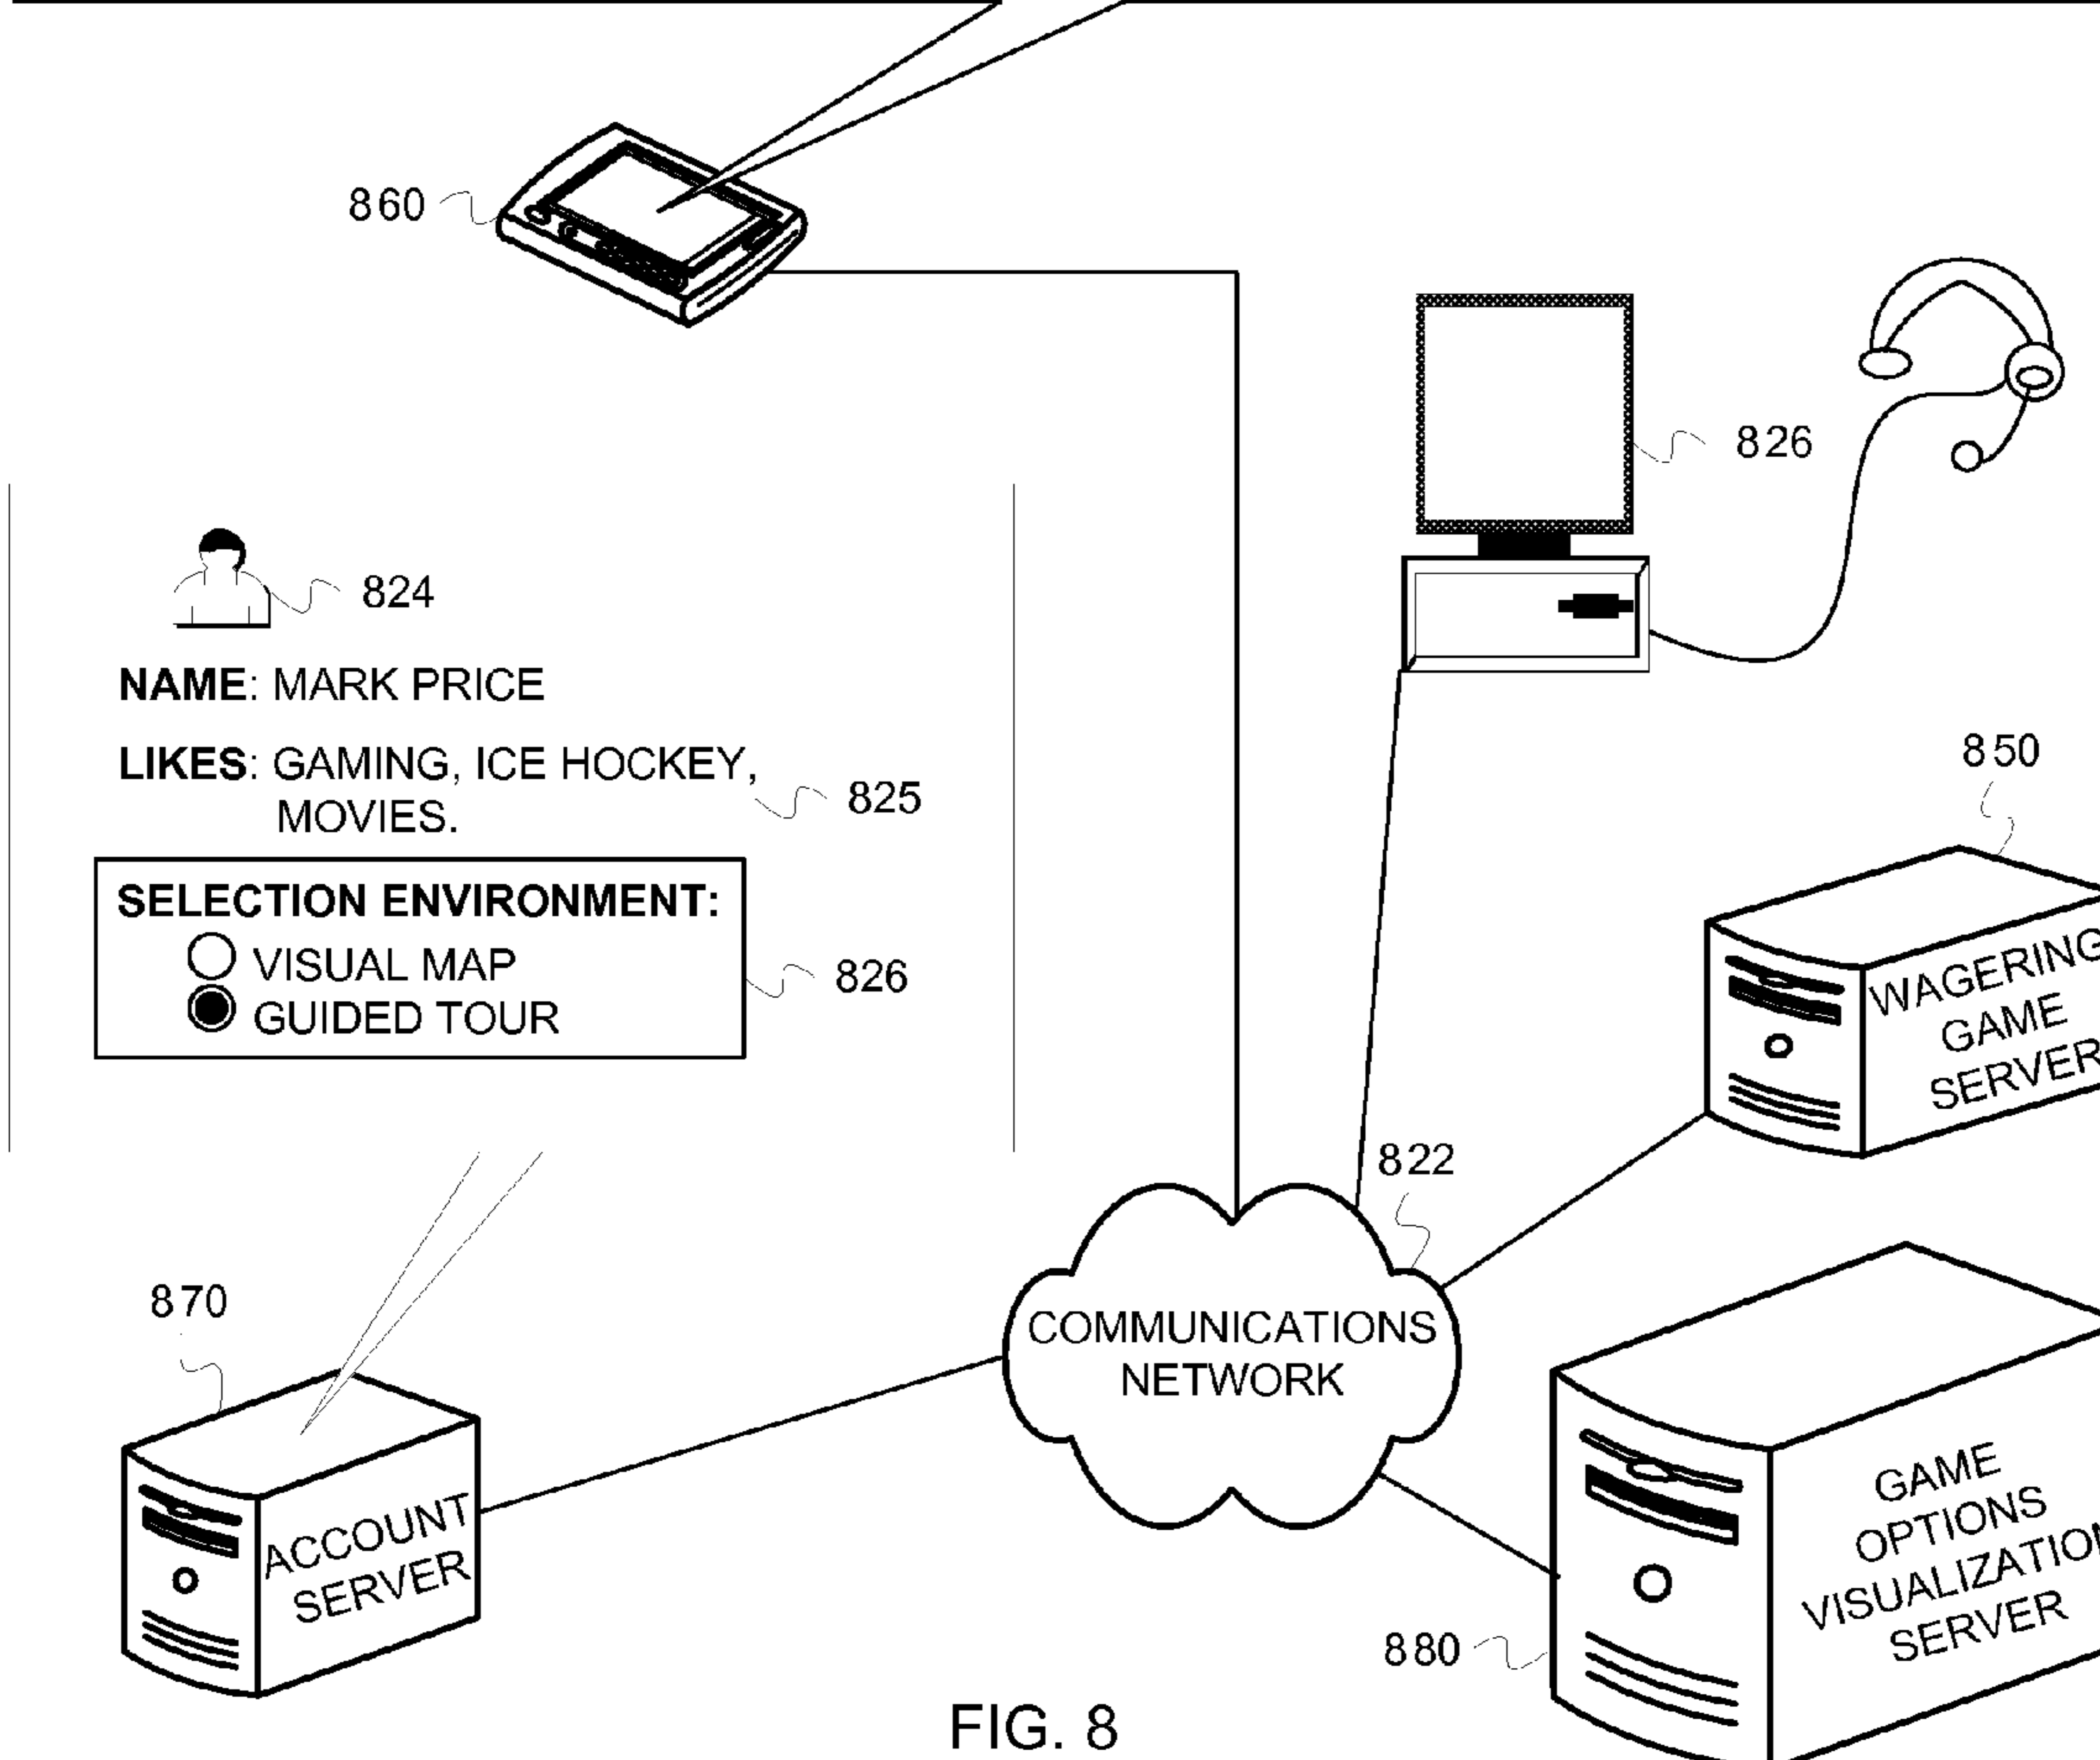 860
826
824
NAME: MARK PRICE
LIKES: GAMING, ICE HOCKEY,
MOVIES.
825
SELECTION ENVIRONMENT:
VISUAL MAP
GUIDED TOUR
826
850
WAGERING
GAME
SERVER
822
COMMUNICATIONS
NETWORK
870
ACCOUNT
SERVER
GAME
OPTIONS
VISUALIZATION
SERVER
880
FIG. 8